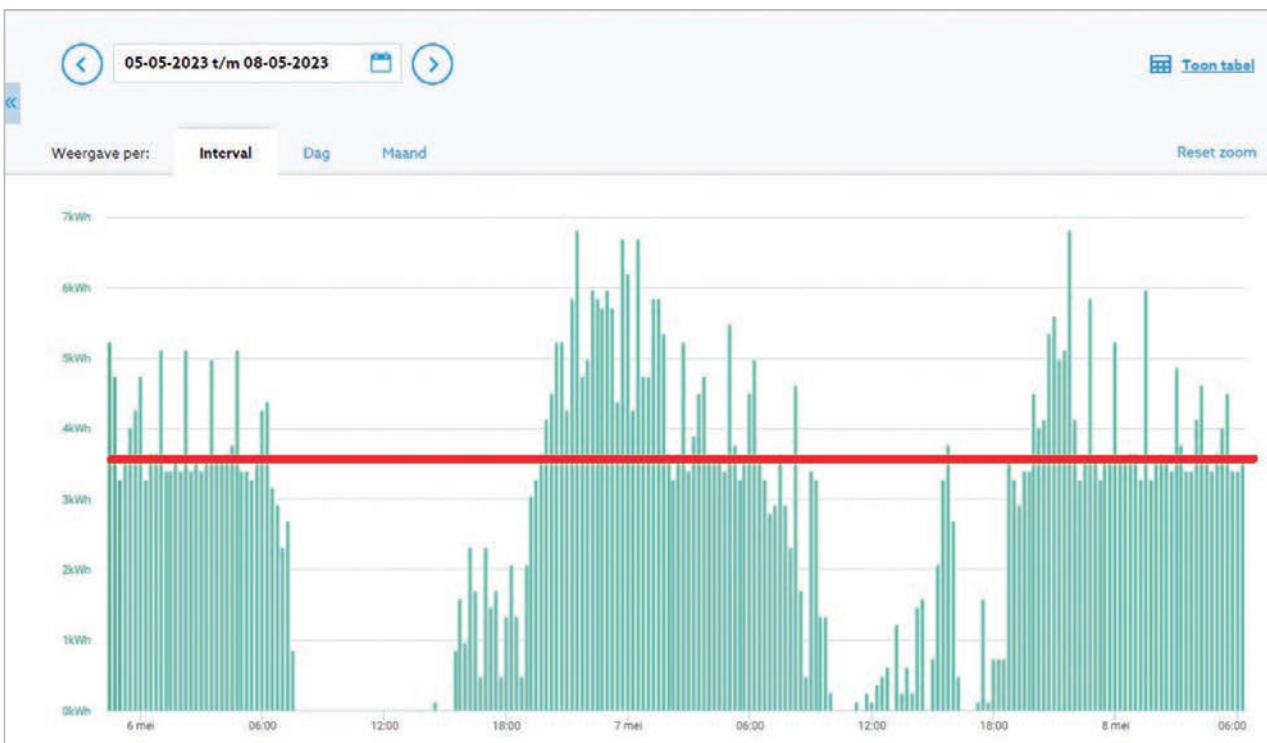 05-05-2023 t/m 08-05-2023
Toon tabel
«
Weergave per: Interval Dag Maand Reset zoom
7kWh
6kWh
5kWh
4kWh
3kWh
2kWh
1kWh
0kWh
6 mei 06:00 12:00 18:00 7 mei 06:00 12:00 18:00 8 mei 06:00